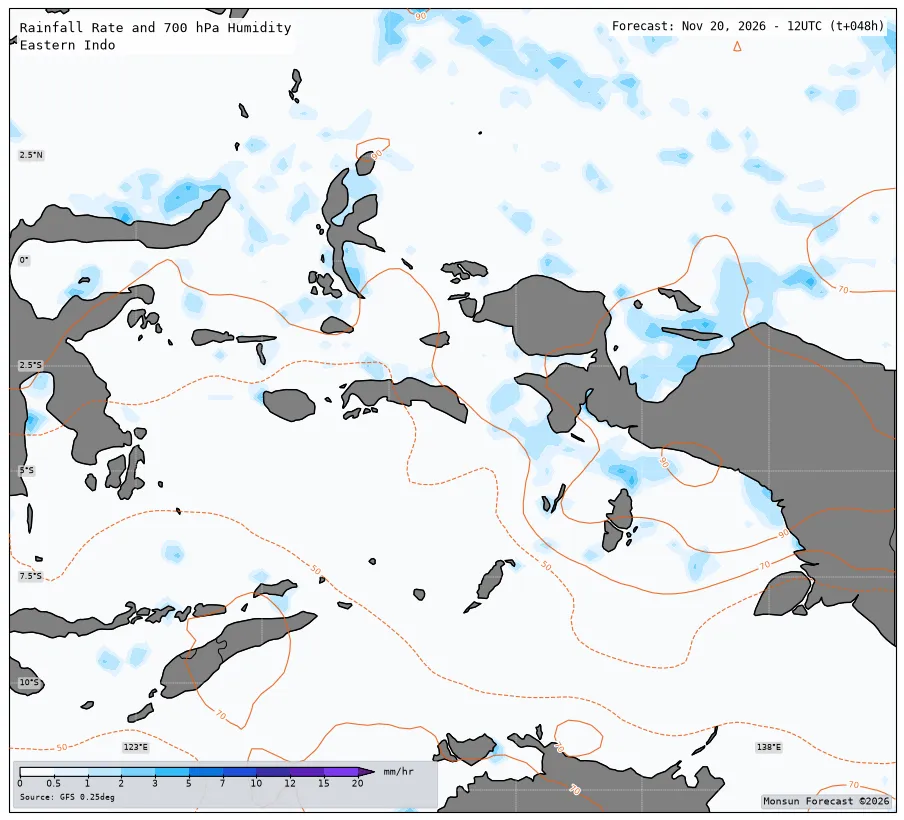 Rainfall Rate and 700 hPa Humidity
Eastern Indo
Forecast: Nov 20, 2026 - 12UTC (t+048h)
90
2.5°N
90
0°
70
2.5°S
5°S
90
90
7.5°S
50
50
70
10°S
70
50
123°E
70
138°E
70
70
0 0.5 1 2 3 5 7 10 12 15 20 mm/hr
Source: GFS 0.25deg
Monsun Forecast ©2026